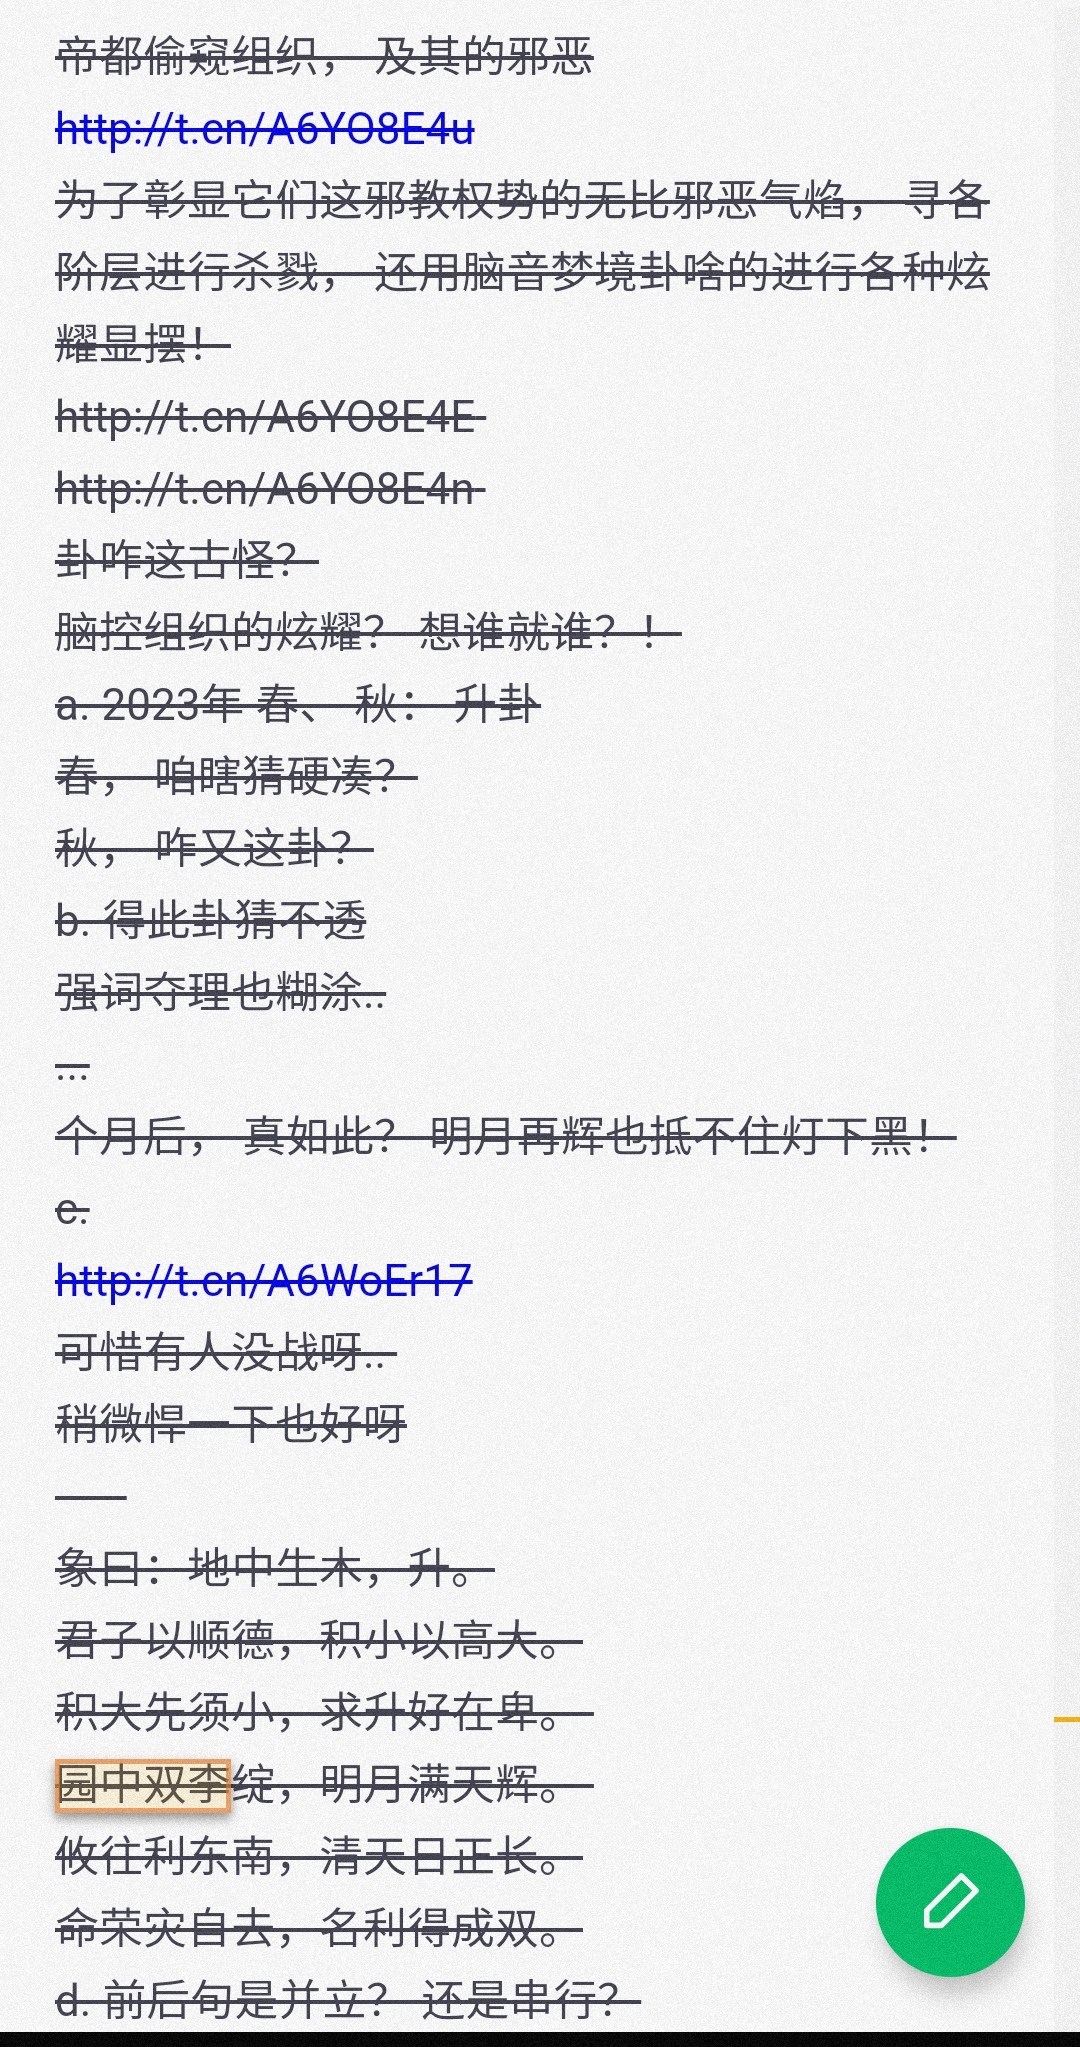 帝都偷窥组织， 及其的邪恶
http://t.cn/A6YO8E4u
为了彰显它们这邪教权势的无比邪恶气焰， 寻各
阶层进行杀戮， 还用脑音梦境卦啥的进行各种炫
耀显摆！
http://t.cn/A6YO8E4E
http://t.cn/A6YO8E4n
卦咋这古怪？
脑控组织的炫耀？ 想谁就谁？！
a. 2023年 春、 秋： 升卦
春， 咱瞎猜硬凑？
秋， 咋又这卦？
b. 得此卦猜不透
强词夺理也糊涂..
...
个月后， 真如此？ 明月再辉也抵不住灯下黑！
c.
http://t.cn/A6WoEr17
可惜有人没战呀..
稍微悍一下也好呀
——
象曰：地中生木，升。
君子以顺德，积小以高大。
积大先须小，求升好在卑。
园中双李绽，明月满天辉。
攸往利东南，清天日正长。
命荣灾自去，名利得成双。
d. 前后句是并立？ 还是串行？